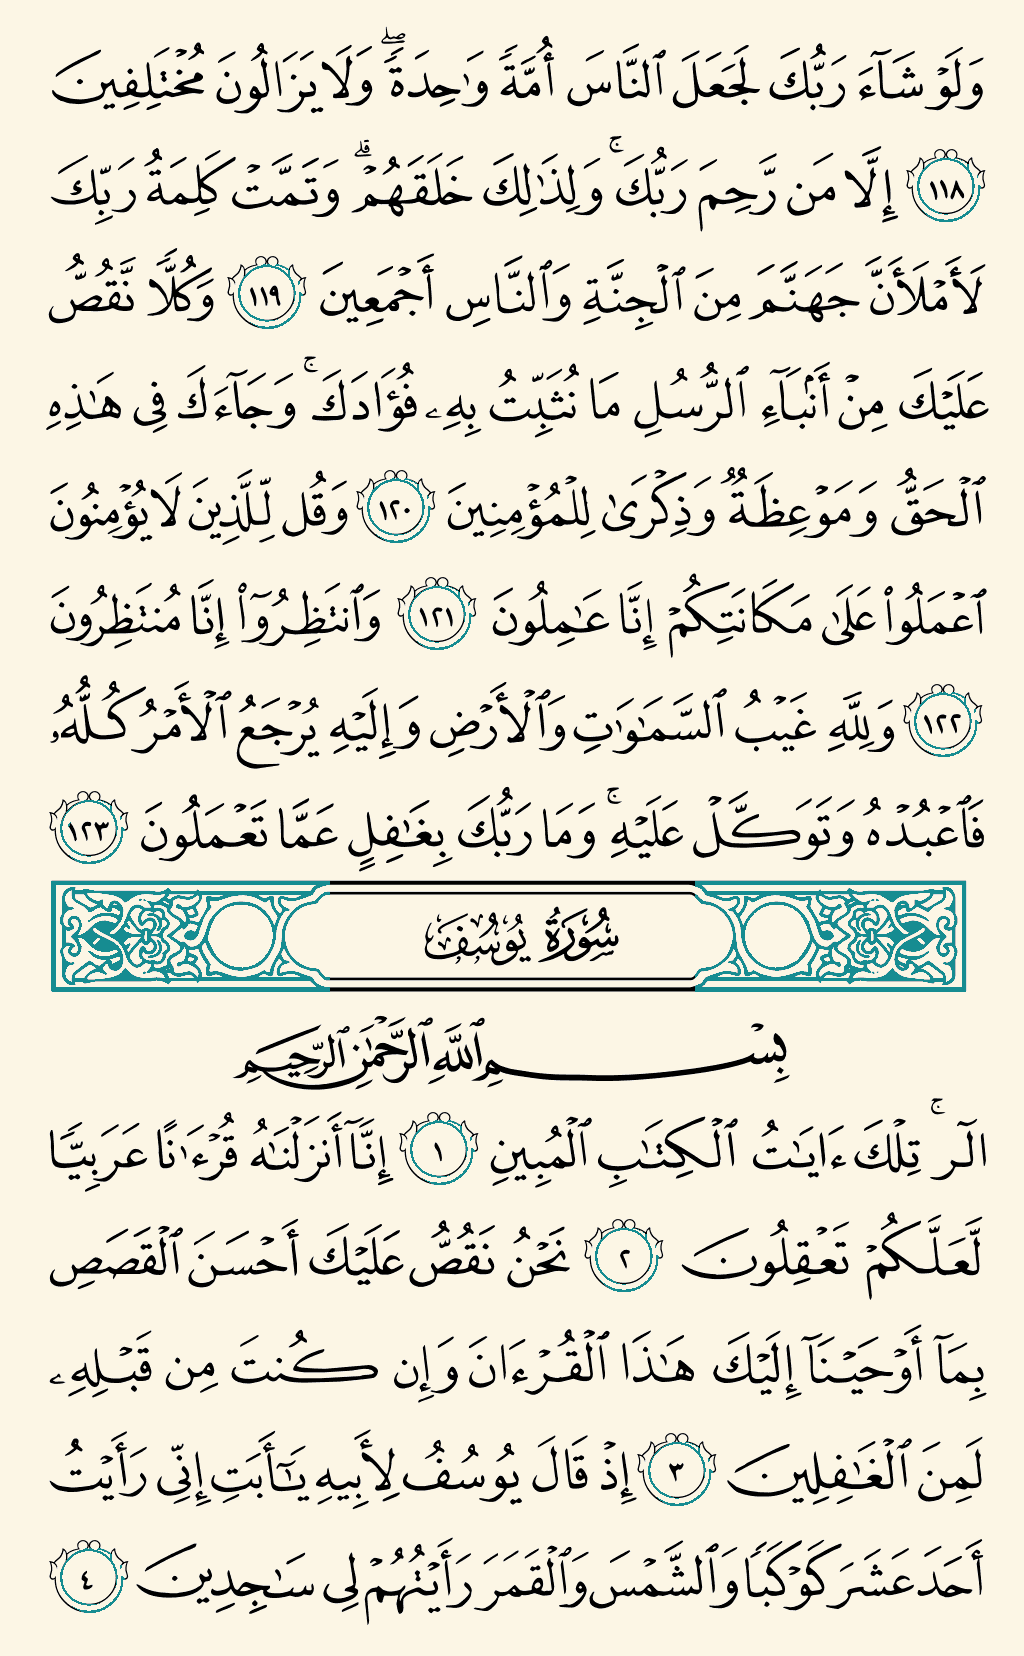 وَلَوْ شَآءَ رَبُّكَ لَجَعَلَ ٱلنَّاسَ أُمَّةً وَٰحِدَةً ۖ وَلَا يَزَالُونَ مُخْتَلِفِينَ
١١٨ إِلَّا مَن رَّحِمَ رَبُّكَ ۚ وَلِذَٰلِكَ خَلَقَهُمْ ۗ وَتَمَّتْ كَلِمَةُ رَبِّكَ
لَأَمْلَأَنَّ جَهَنَّمَ مِنَ ٱلْجِنَّةِ وَٱلنَّاسِ أَجْمَعِينَ ١١٩ وَكُلًّا نَّقُصُّ
عَلَيْكَ مِنْ أَنۢبَآءِ ٱلرُّسُلِ مَا نُثَبِّتُ بِهِۦ فُؤَادَكَ ۚ وَجَآءَكَ فِى هَٰذِهِ
ٱلْحَقُّ وَمَوْعِظَةٌ وَذِكْرَىٰ لِلْمُؤْمِنِينَ ١٢٠ وَقُل لِّلَّذِينَ لَا يُؤْمِنُونَ
ٱعْمَلُوا۟ عَلَىٰ مَكَانَتِكُمْ إِنَّا عَٰمِلُونَ ١٢١ وَٱنتَظِرُوٓا۟ إِنَّا مُنتَظِرُونَ
١٢٢ وَلِلَّهِ غَيْبُ ٱلسَّمَٰوَٰتِ وَٱلْأَرْضِ وَإِلَيْهِ يُرْجَعُ ٱلْأَمْرُ كُلُّهُۥ
فَٱعْبُدْهُ وَتَوَكَّلْ عَلَيْهِ ۚ وَمَا رَبُّكَ بِغَٰفِلٍ عَمَّا تَعْمَلُونَ ١٢٣
سُورَةُ يُوسُفَ
بِسْمِ ٱللَّهِ ٱلرَّحْمَٰنِ ٱلرَّحِيمِ
الٓر ۚ تِلْكَ ءَايَٰتُ ٱلْكِتَٰبِ ٱلْمُبِينِ ١ إِنَّآ أَنزَلْنَٰهُ قُرْءَٰنًا عَرَبِيًّا
لَّعَلَّكُمْ تَعْقِلُونَ ٢ نَحْنُ نَقُصُّ عَلَيْكَ أَحْسَنَ ٱلْقَصَصِ
بِمَآ أَوْحَيْنَآ إِلَيْكَ هَٰذَا ٱلْقُرْءَانَ وَإِن كُنتَ مِن قَبْلِهِۦ
لَمِنَ ٱلْغَٰفِلِينَ ٣ إِذْ قَالَ يُوسُفُ لِأَبِيهِ يَٰٓأَبَتِ إِنِّى رَأَيْتُ
أَحَدَ عَشَرَ كَوْكَبًا وَٱلشَّمْسَ وَٱلْقَمَرَ رَأَيْتُهُمْ لِى سَٰجِدِينَ ٤